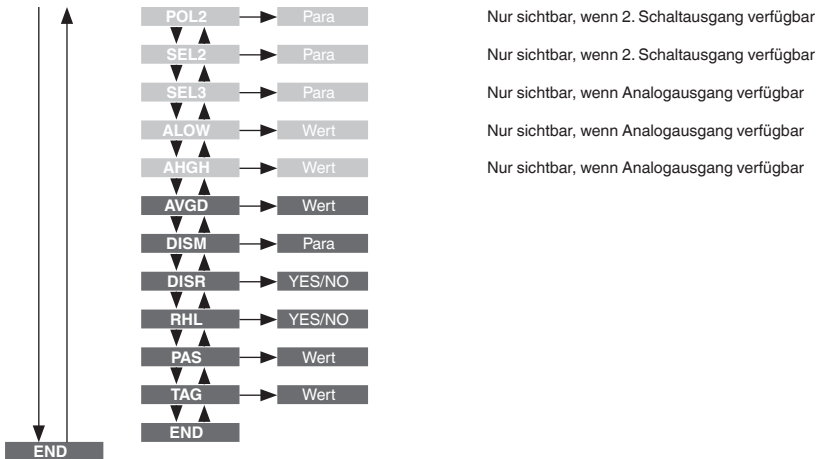 POL2 Para Nur sichtbar, wenn 2. Schaltausgang verfügbar
SEL2 Para Nur sichtbar, wenn 2. Schaltausgang verfügbar
SEL3 Para Nur sichtbar, wenn Analogausgang verfügbar
ALOW Wert Nur sichtbar, wenn Analogausgang verfügbar
AHGH Wert Nur sichtbar, wenn Analogausgang verfügbar
AVGD Wert
DISM Para
DISR YES/NO
RHL YES/NO
PAS Wert
TAG Wert
END
END